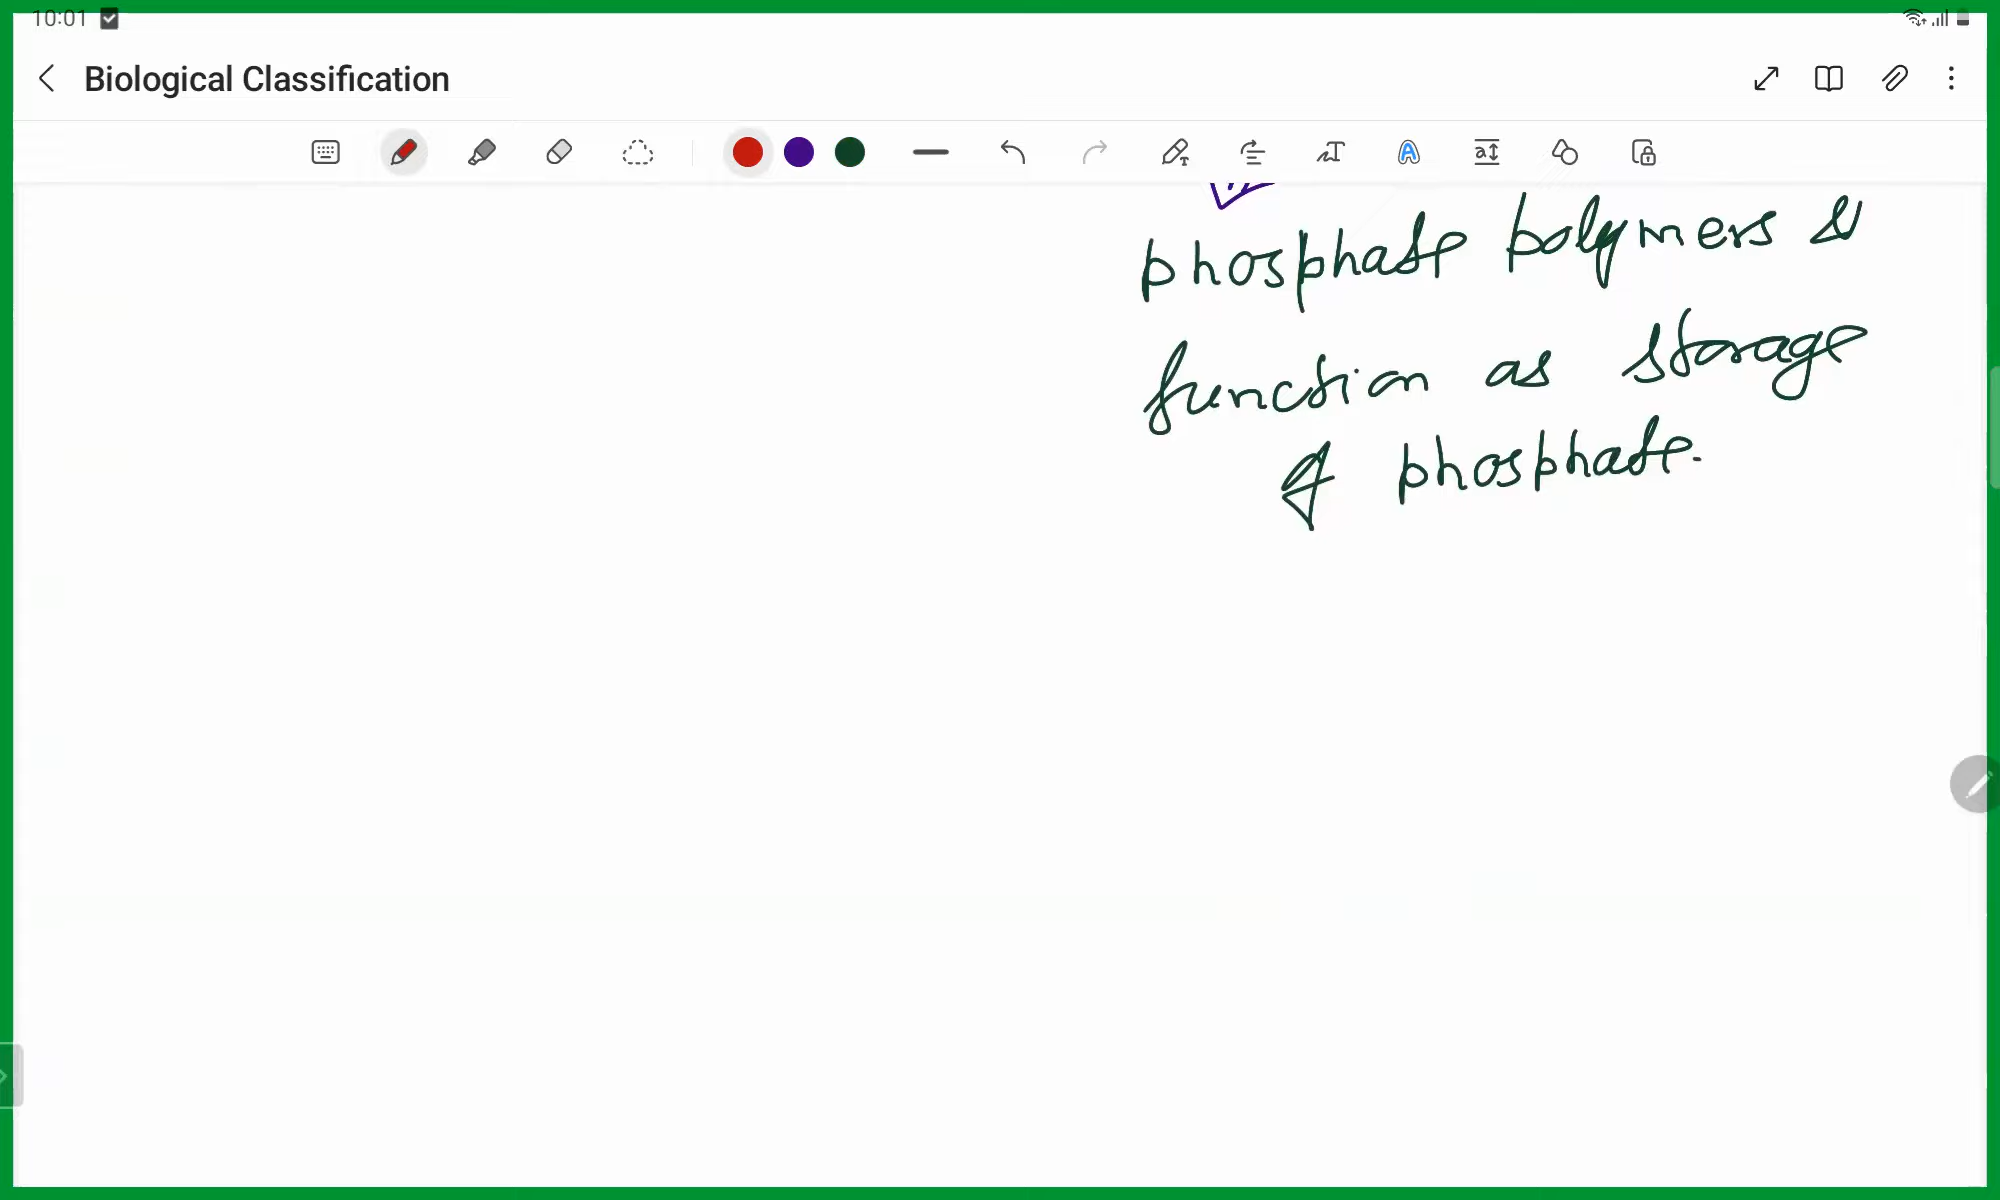 10:01
Biological Classification
phosphate polymers &
function as storage
of phosphate.